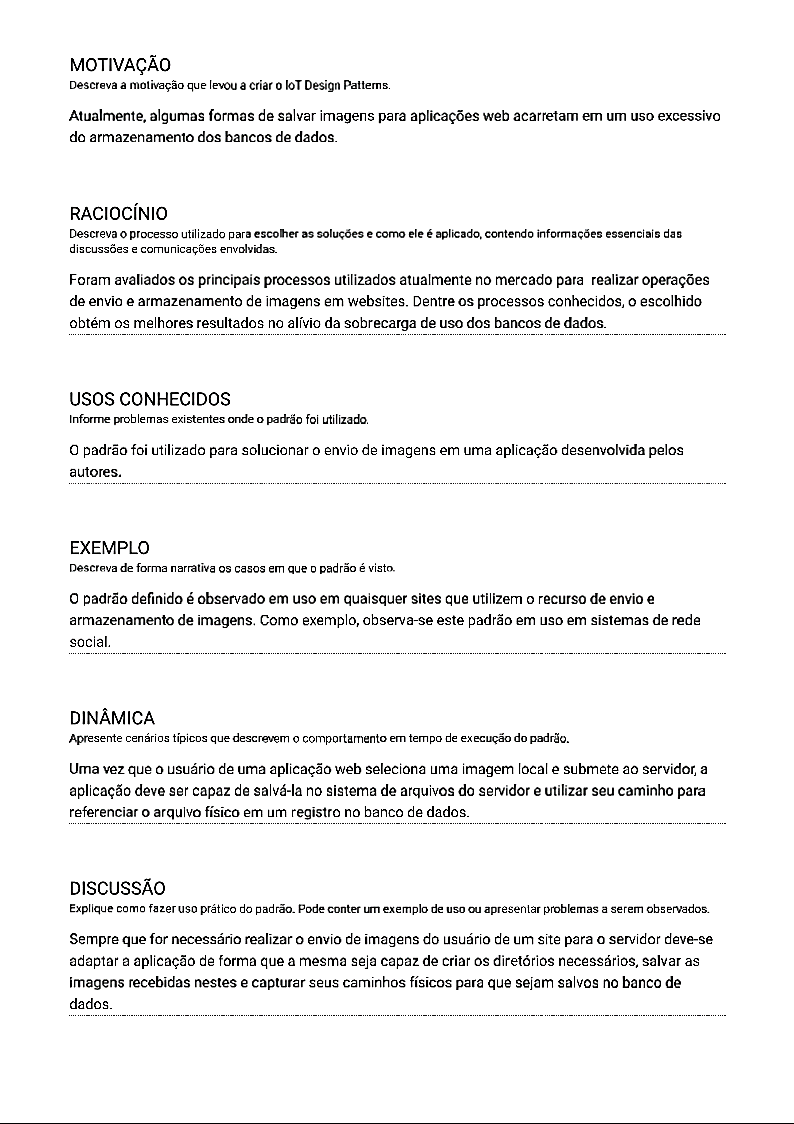 MOTIVAÇÃO
Descreva a motivação que levou a criar o IoT Design Patterns.
Atualmente, algumas formas de salvar imagens para aplicações web acarretam em um uso excessivo
do armazenamento dos bancos de dados.
RACIOCÍNIO
Descreva o processo utilizado para escolher as soluções e como ele é aplicado, contendo informações essenciais das
discussões e comunicações envolvidas.
Foram avaliados os principais processos utilizados atualmente no mercado para realizar operações
de envio e armazenamento de imagens em websites. Dentre os processos conhecidos, o escolhido
obtém os melhores resultados no alívio da sobrecarga de uso dos bancos de dados.
USOS CONHECIDOS
Informe problemas existentes onde o padrão foi utilizado.
O padrão foi utilizado para solucionar o envio de imagens em uma aplicação desenvolvida pelos
autores.
EXEMPLO
Descreva de forma narrativa os casos em que o padrão é visto.
O padrão definido é observado em uso em quaisquer sites que utilizem o recurso de envio e
armazenamento de imagens. Como exemplo, observa-se este padrão em uso em sistemas de rede
social.
DINÂMICA
Apresente cenários típicos que descrevem o comportamento em tempo de execução do padrão.
Uma vez que o usuário de uma aplicação web seleciona uma imagem local e submete ao servidor, a
aplicação deve ser capaz de salvá-la no sistema de arquivos do servidor e utilizar seu caminho para
referenciar o arquivo físico em um registro no banco de dados.
DISCUSSÃO
Explique como fazer uso prático do padrão. Pode conter um exemplo de uso ou apresentar problemas a serem observados.
Sempre que for necessário realizar o envio de imagens do usuário de um site para o servidor deve-se
adaptar a aplicação de forma que a mesma seja capaz de criar os diretórios necessários, salvar as
imagens recebidas nestes e capturar seus caminhos físicos para que sejam salvos no banco de
dados.